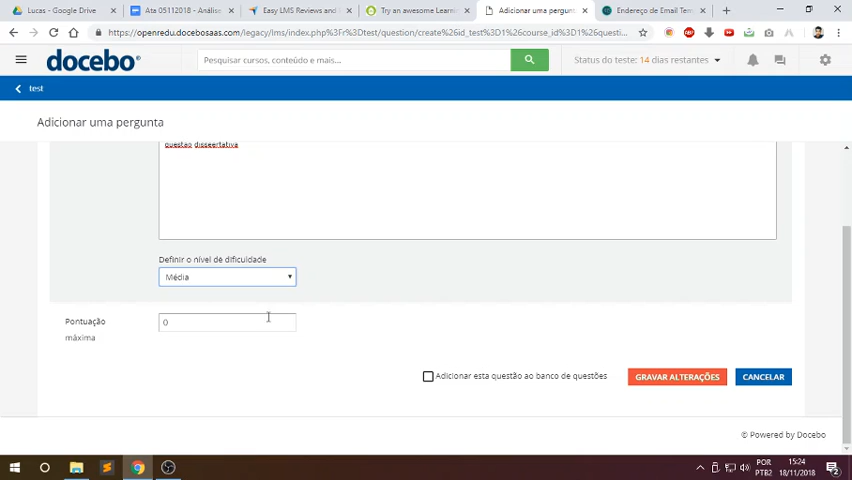 Lucas - Google Drive
Ata 05112018 - Análise
Easy LMS Reviews and
Try an awesome Learn
Adicionar uma pergunt
Endereço de Email Tem
https://openredu.docebosaas.com/legacy/lms/index.php%3Fr%3Dtest/question/create%26id_test%3D1%26course_id%3D1%26questi...
docebo
Pesquisar cursos, conteúdo e mais...
Status do teste: 14 dias restantes
test
Adicionar uma pergunta
questao disseertativa
Definir o nível de dificuldade
Média
Pontuação
máxima
0
Adicionar esta questão ao banco de questões
GRAVAR ALTERAÇÕES
CANCELAR
© Powered by Docebo
POR
PTB2
15:24
18/11/2018
2